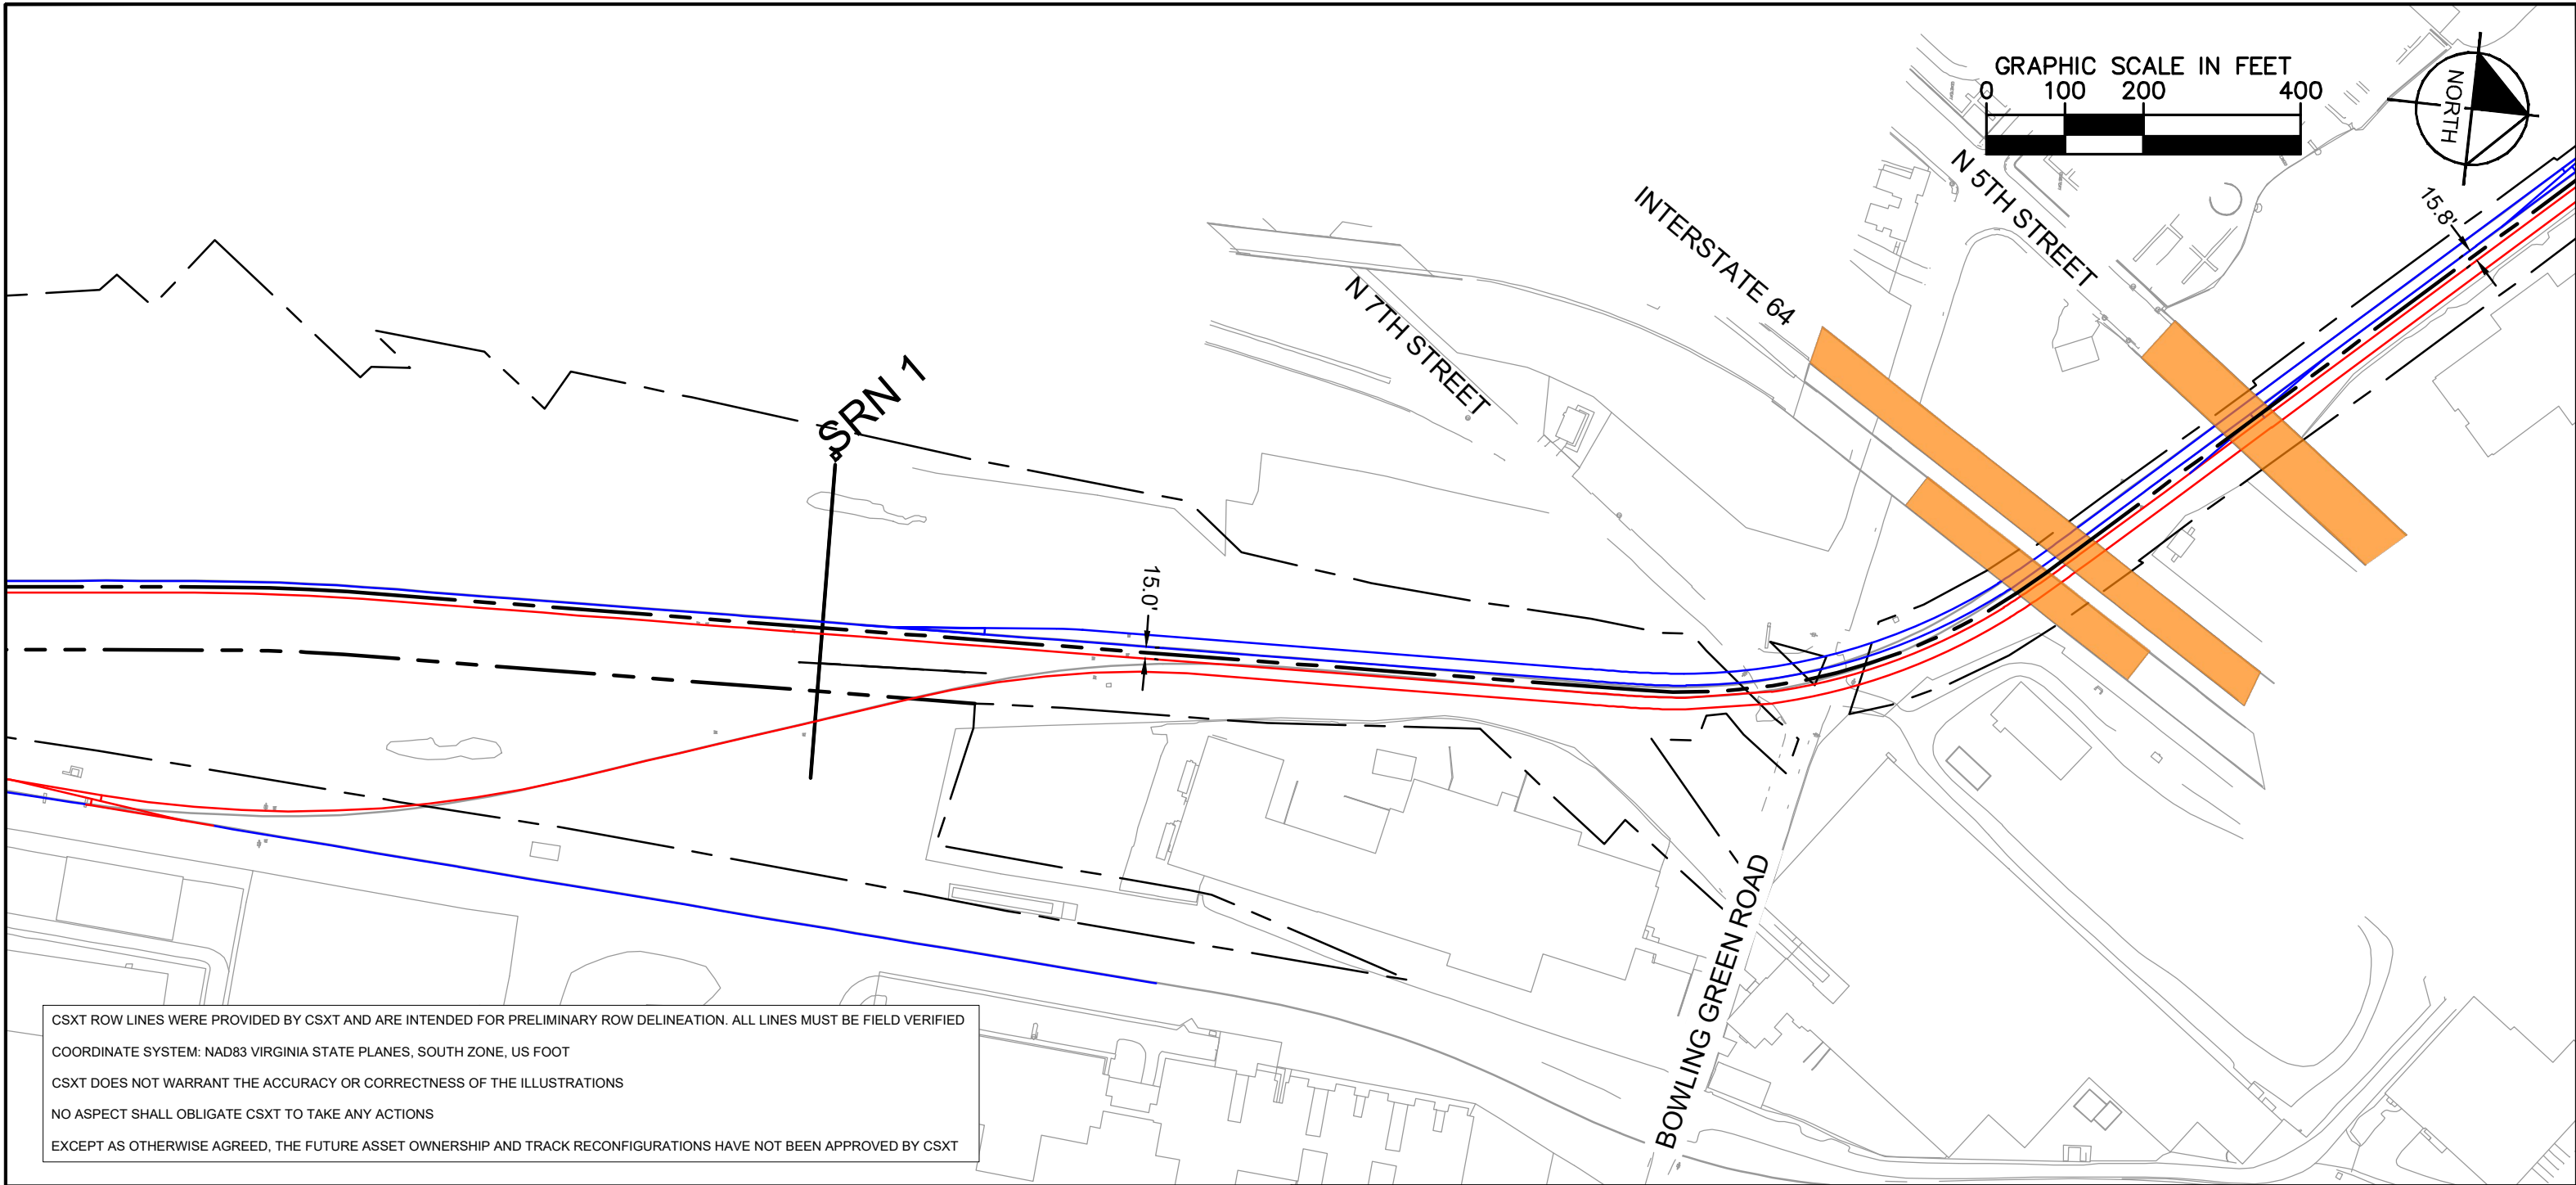 GRAPHIC SCALE IN FEET
0 100 200 400
NORTH
N 5TH STREET
15.8'
INTERSTATE 64
N 7TH STREET
SRN 1
15.0'
BOWLING GREEN ROAD
CSXT ROW LINES WERE PROVIDED BY CSXT AND ARE INTENDED FOR PRELIMINARY ROW DELINEATION. ALL LINES MUST BE FIELD VERIFIED
COORDINATE SYSTEM: NAD83 VIRGINIA STATE PLANES, SOUTH ZONE, US FOOT
CSXT DOES NOT WARRANT THE ACCURACY OR CORRECTNESS OF THE ILLUSTRATIONS
NO ASPECT SHALL OBLIGATE CSXT TO TAKE ANY ACTIONS
EXCEPT AS OTHERWISE AGREED, THE FUTURE ASSET OWNERSHIP AND TRACK RECONFIGURATIONS HAVE NOT BEEN APPROVED BY CSXT